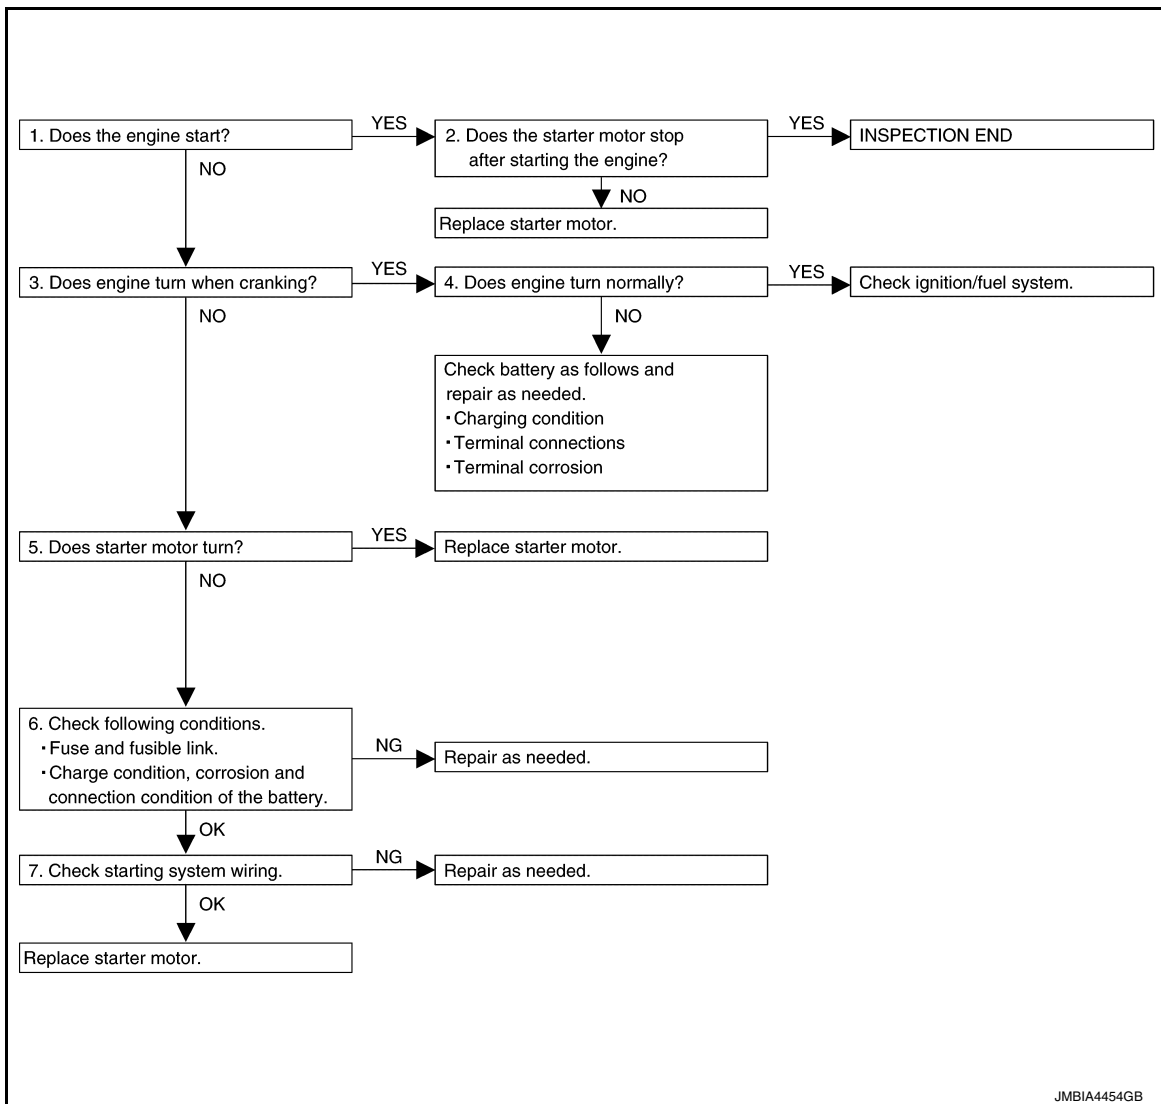 1. Does the engine start?
YES
2. Does the starter motor stop
after starting the engine?
YES
INSPECTION END
NO
NO
Replace starter motor.
3. Does engine turn when cranking?
YES
4. Does engine turn normally?
YES
Check ignition/fuel system.
NO
NO
Check battery as follows and
repair as needed.
・Charging condition
・Terminal connections
・Terminal corrosion
5. Does starter motor turn?
YES
Replace starter motor.
NO
6. Check following conditions.
・Fuse and fusible link.
・Charge condition, corrosion and
connection condition of the battery.
NG
Repair as needed.
OK
7. Check starting system wiring.
NG
Repair as needed.
OK
Replace starter motor.
JMBIA4454GB